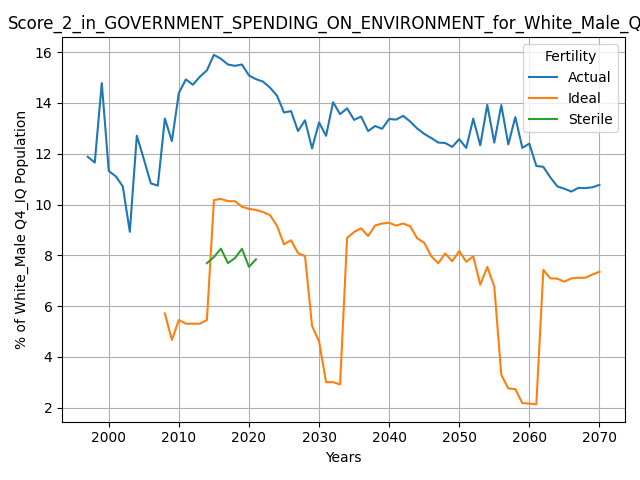 Score_2_in_GOVERNMENT_SPENDING_ON_ENVIRONMENT_for_White_Male_Q
Fertility
Actual
Ideal
Sterile
% of White_Male Q4_IQ Population
16
14
12
10
8
6
4
2
2000 2010 2020 2030 2040 2050 2060 2070
Years